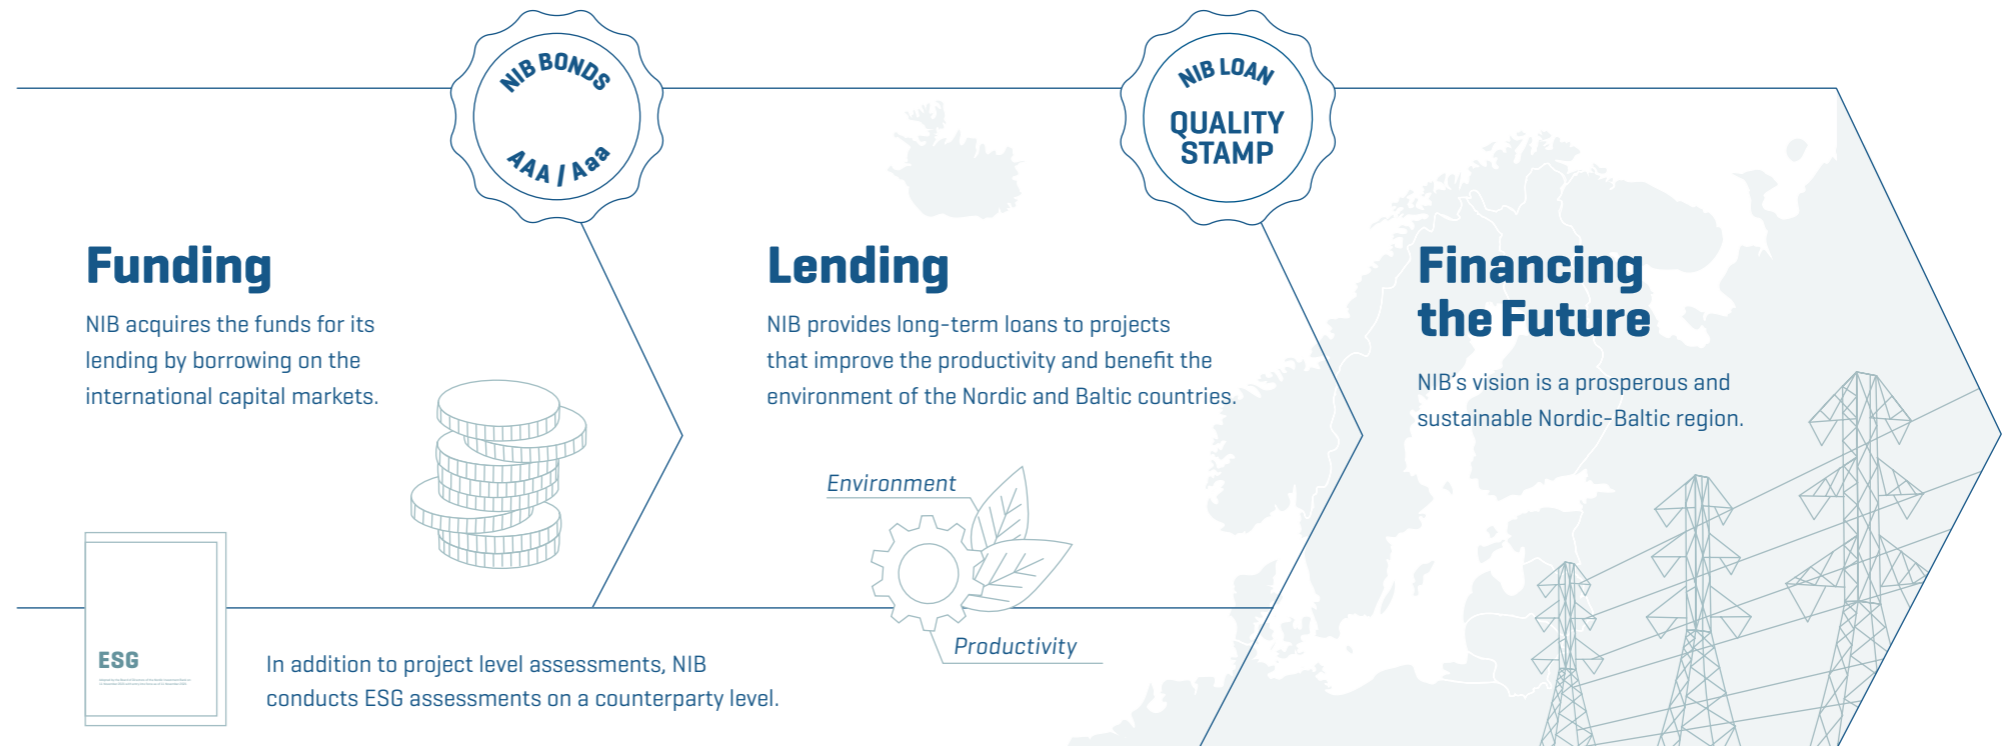 NIB BONDS
AAA / Aaa
NIB LOAN
QUALITY
STAMP
Funding
NIB acquires the funds for its
lending by borrowing on the
international capital markets.
Lending
NIB provides long-term loans to projects
that improve the productivity and benefit the
environment of the Nordic and Baltic countries.
Environment
Productivity
Financing
the Future
NIB’s vision is a prosperous and
sustainable Nordic-Baltic region.
ESG
In addition to project level assessments, NIB
conducts ESG assessments on a counterparty level.